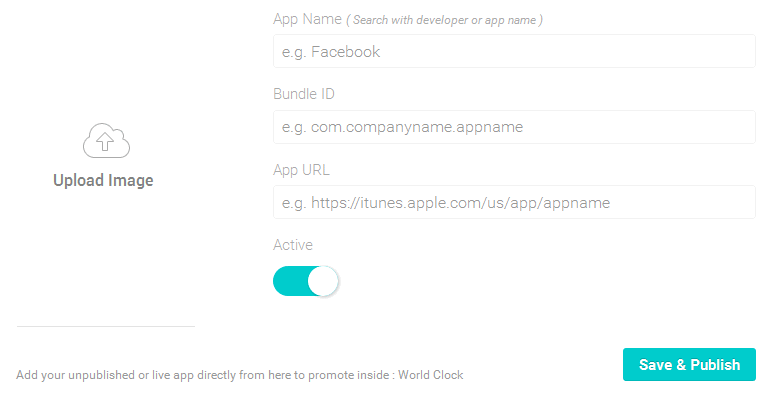 App Name ( Search with developer or app name )
e.g. Facebook
Bundle ID
e.g. com.companyname.appname
Upload Image
App URL
e.g. https://itunes.apple.com/us/app/appname
Active
Save & Publish
Add your unpublished or live app directly from here to promote inside : World Clock